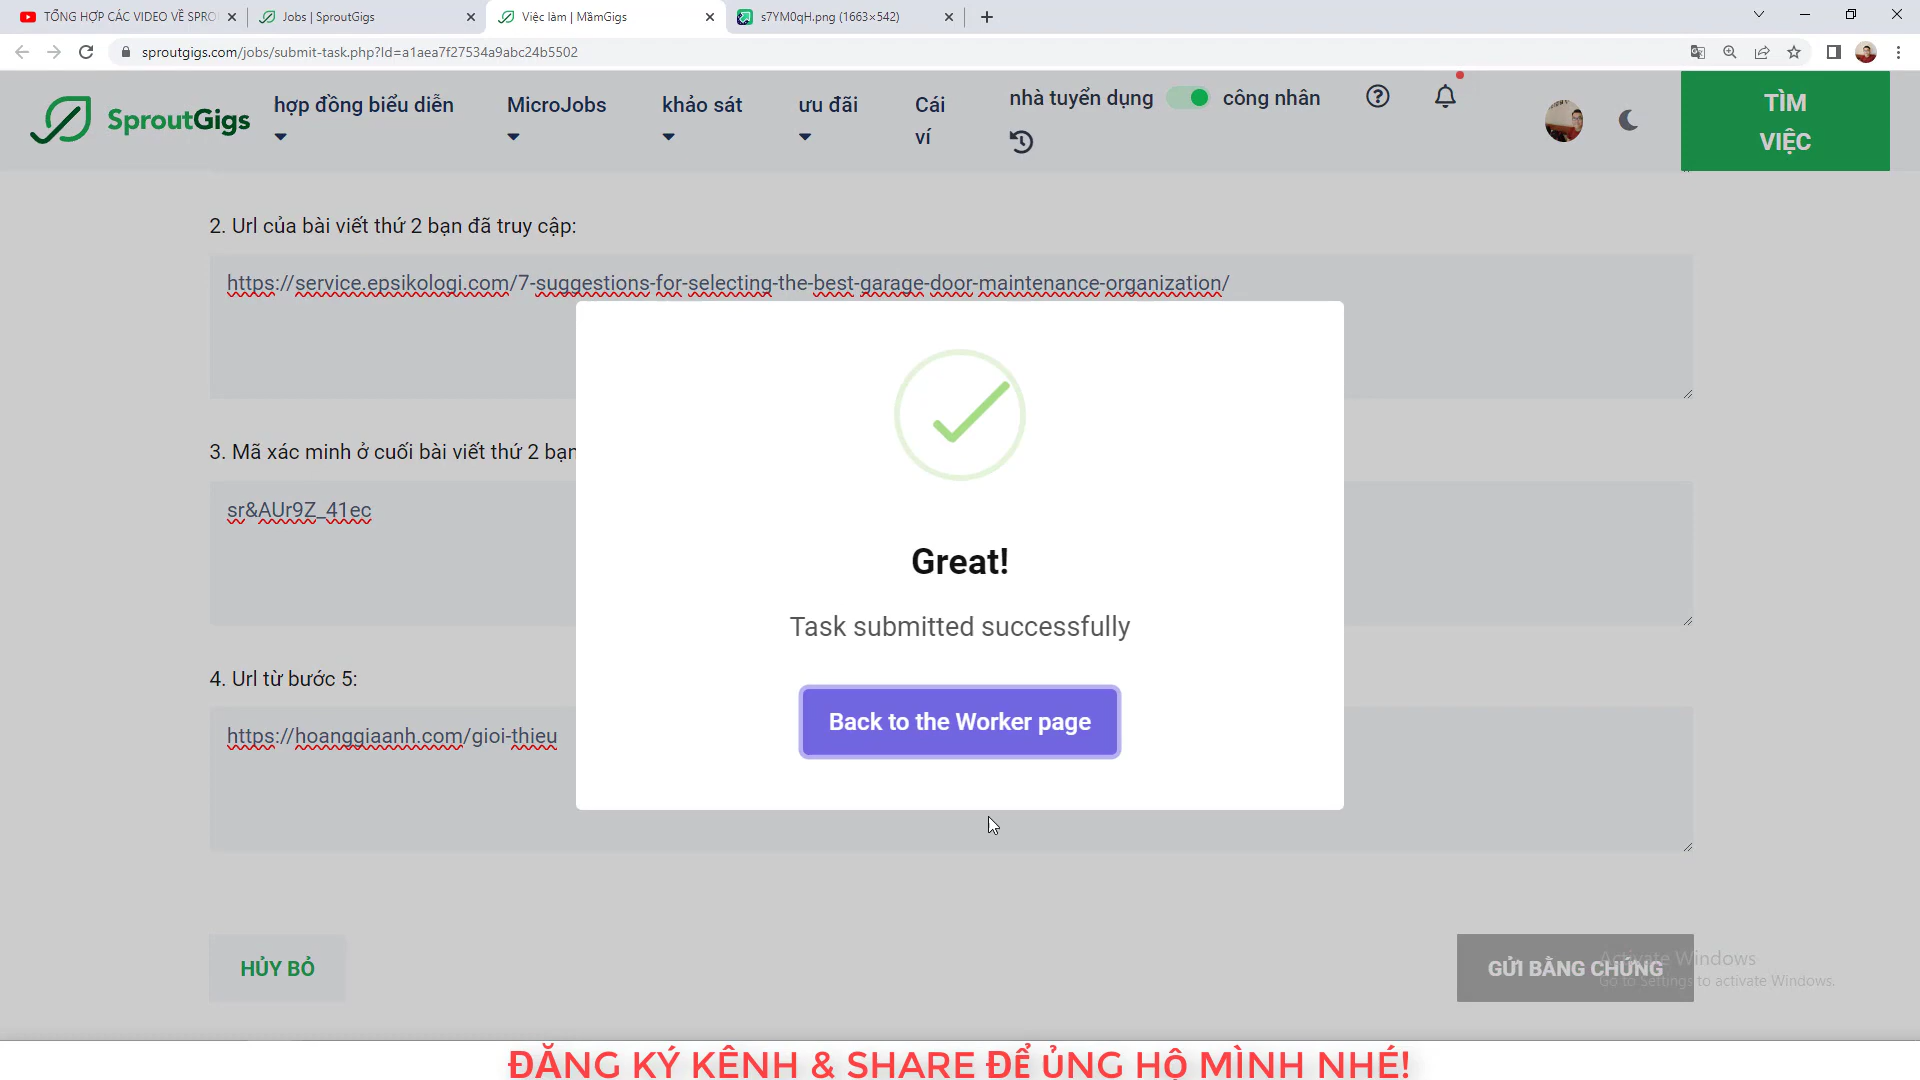 TỔNG HỢP CÁC VIDEO VỀ SPRO
Jobs | SproutGigs
Việc làm | MầmGigs
s7YM0qH.png (1663×542)
sproutgigs.com/jobs/submit-task.php?Id=a1aea7f27534a9abc24b5502
SproutGigs
hợp đồng biểu diễn
MicroJobs
khảo sát
ưu đãi
Cái
ví
nhà tuyển dụng
công nhân
TÌM
VIỆC
2. Url của bài viết thứ 2 bạn đã truy cập:
https://service.epsikologi.com/7-suggestions-for-selecting-the-best-garage-door-maintenance-organization/
3. Mã xác minh ở cuối bài viết thứ 2 bạn
sr&AUr9Z_41ec
4. Url từ bước 5:
https://hoanggiaanh.com/gioi-thieu
Great!
Task submitted successfully
Back to the Worker page
HỦY BỎ
GỬI BẰNG CHỨNG
Activate Windows
Go to Settings to activate Windows.
ĐĂNG KÝ KÊNH & SHARE ĐỂ ỦNG HỘ MÌNH NHÉ!